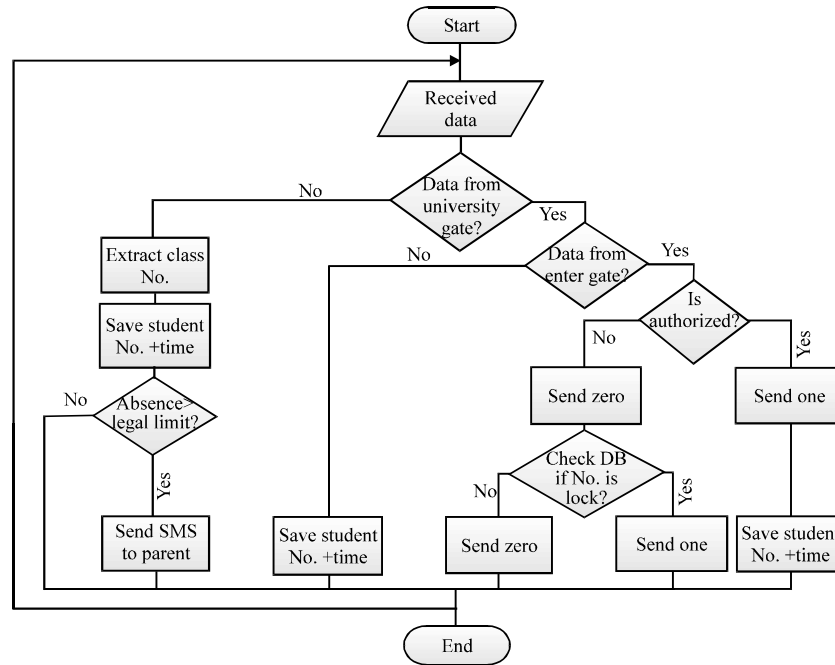 Start
Received
data
Data from
university
gate?
No
Yes
Extract class
No.
Data from
enter gate?
No
Yes
Is
authorized?
Save student
No. +time
No
Yes
Absence>
legal limit?
No
Yes
Send zero
Send one
Check DB
if No. is
lock?
No
Yes
Send SMS
to parent
Save student
No. +time
Send zero
Send one
Save student
No. +time
End